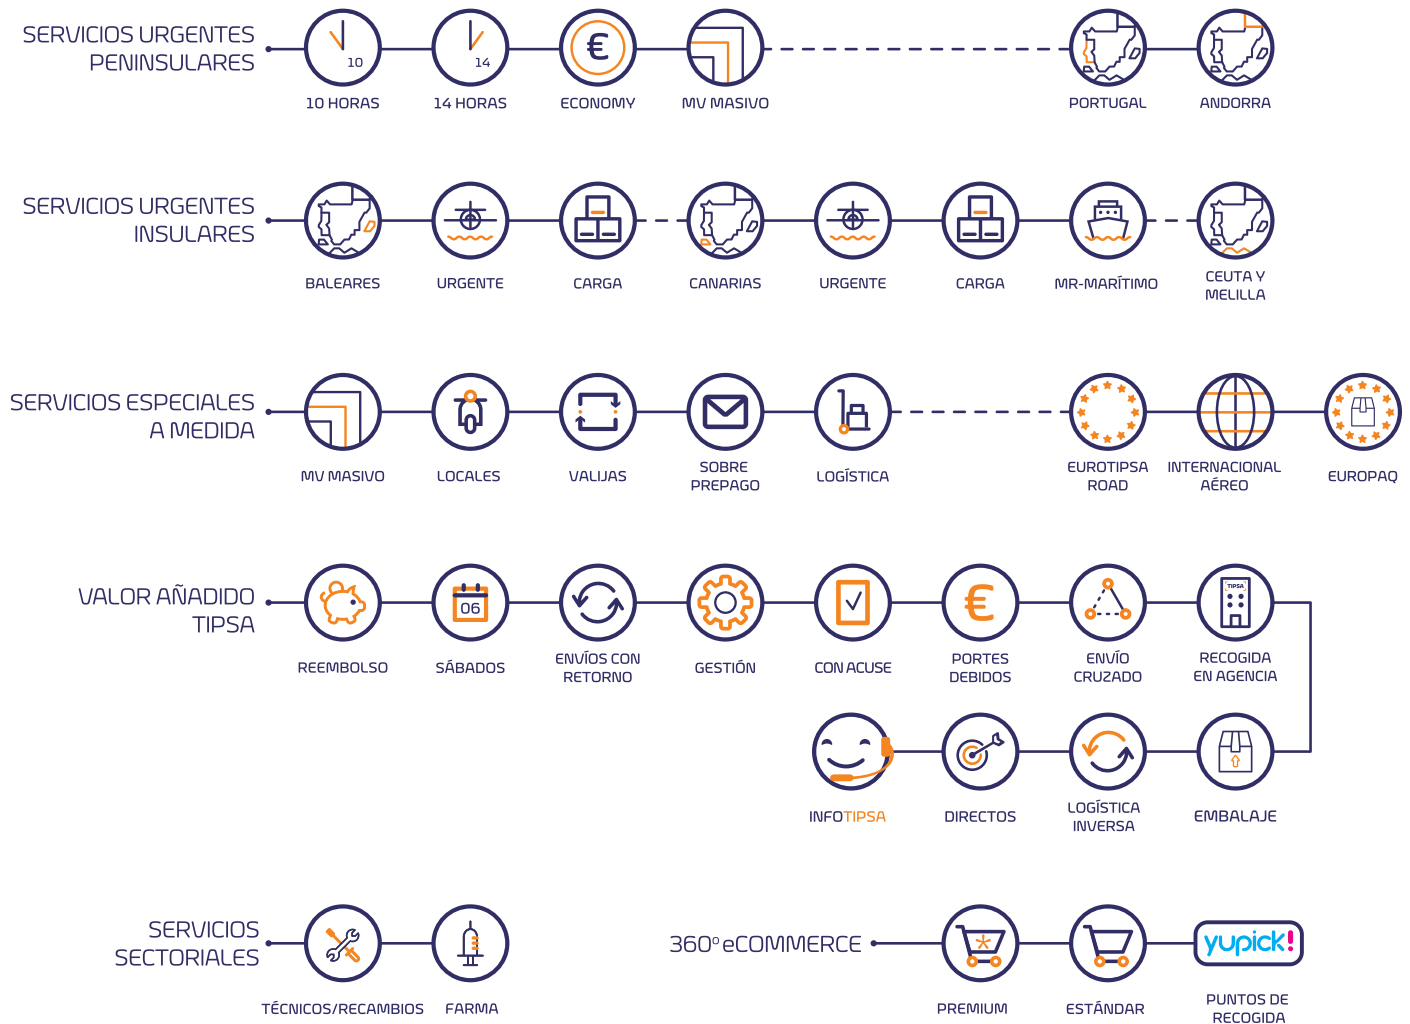 SERVICIOS URGENTES
PENINSULARES
10
14
€
10 HORAS
14 HORAS
ECONOMY
MV MASIVO
PORTUGAL
ANDORRA
SERVICIOS URGENTES
INSULARES
BALEARES
URGENTE
CARGA
CANARIAS
URGENTE
CARGA
MR-MARÍTIMO
CEUTA Y
MELILLA
SERVICIOS ESPECIALES
A MEDIDA
MV MASIVO
LOCALES
VALIJAS
SOBRE
PREPAGO
LOGÍSTICA
EUROTIPSA
ROAD
INTERNACIONAL
AÉREO
EUROPAQ
VALOR AÑADIDO
TIPSA
06
€
TIPSA
REEMBOLSO
SÁBADOS
ENVÍOS CON
RETORNO
GESTIÓN
CON ACUSE
PORTES
DEBIDOS
ENVÍO
CRUZADO
RECOGIDA
EN AGENCIA
INFOTIPSA
DIRECTOS
LOGÍSTICA
INVERSA
EMBALAJE
SERVICIOS
SECTORIALES
TÉCNICOS/RECAMBIOS
FARMA
360º eCOMMERCE
yupick!
PREMIUM
ESTÁNDAR
PUNTOS DE
RECOGIDA